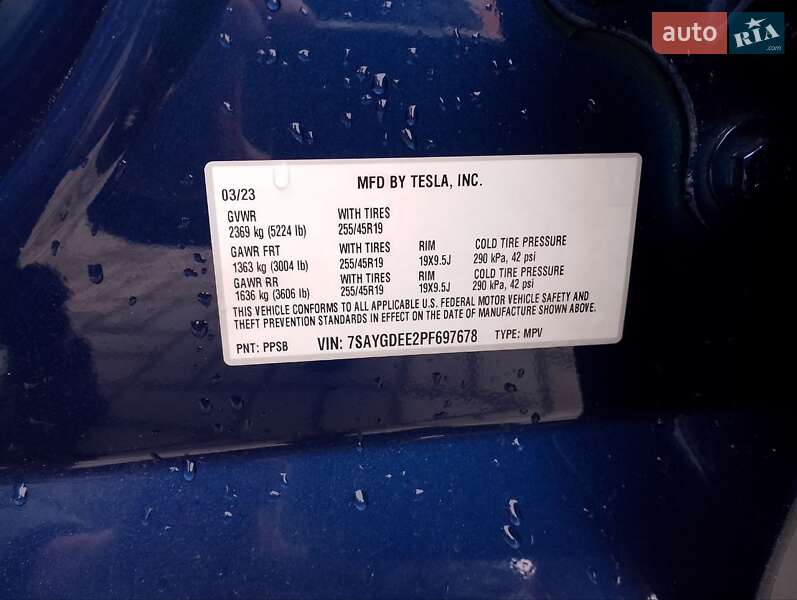 auto RIA.com
MFD BY TESLA, INC.
03/23
GVWR WITH TIRES
2369 kg (5224 lb) 255/45R19
GAWR FRT WITH TIRES RIM COLD TIRE PRESSURE
1363 kg (3004 lb) 255/45R19 19X9.5J 290 kPa, 42 psi
GAWR RR WITH TIRES RIM COLD TIRE PRESSURE
1636 kg (3606 lb) 255/45R19 19X9.5J 290 kPa, 42 psi
THIS VEHICLE CONFORMS TO ALL APPLICABLE U.S. FEDERAL MOTOR VEHICLE SAFETY AND
THEFT PREVENTION STANDARDS IN EFFECT ON THE DATE OF MANUFACTURE SHOWN ABOVE.
PNT: PPSB VIN: 7SAYGDEE2PF697678 TYPE: MPV